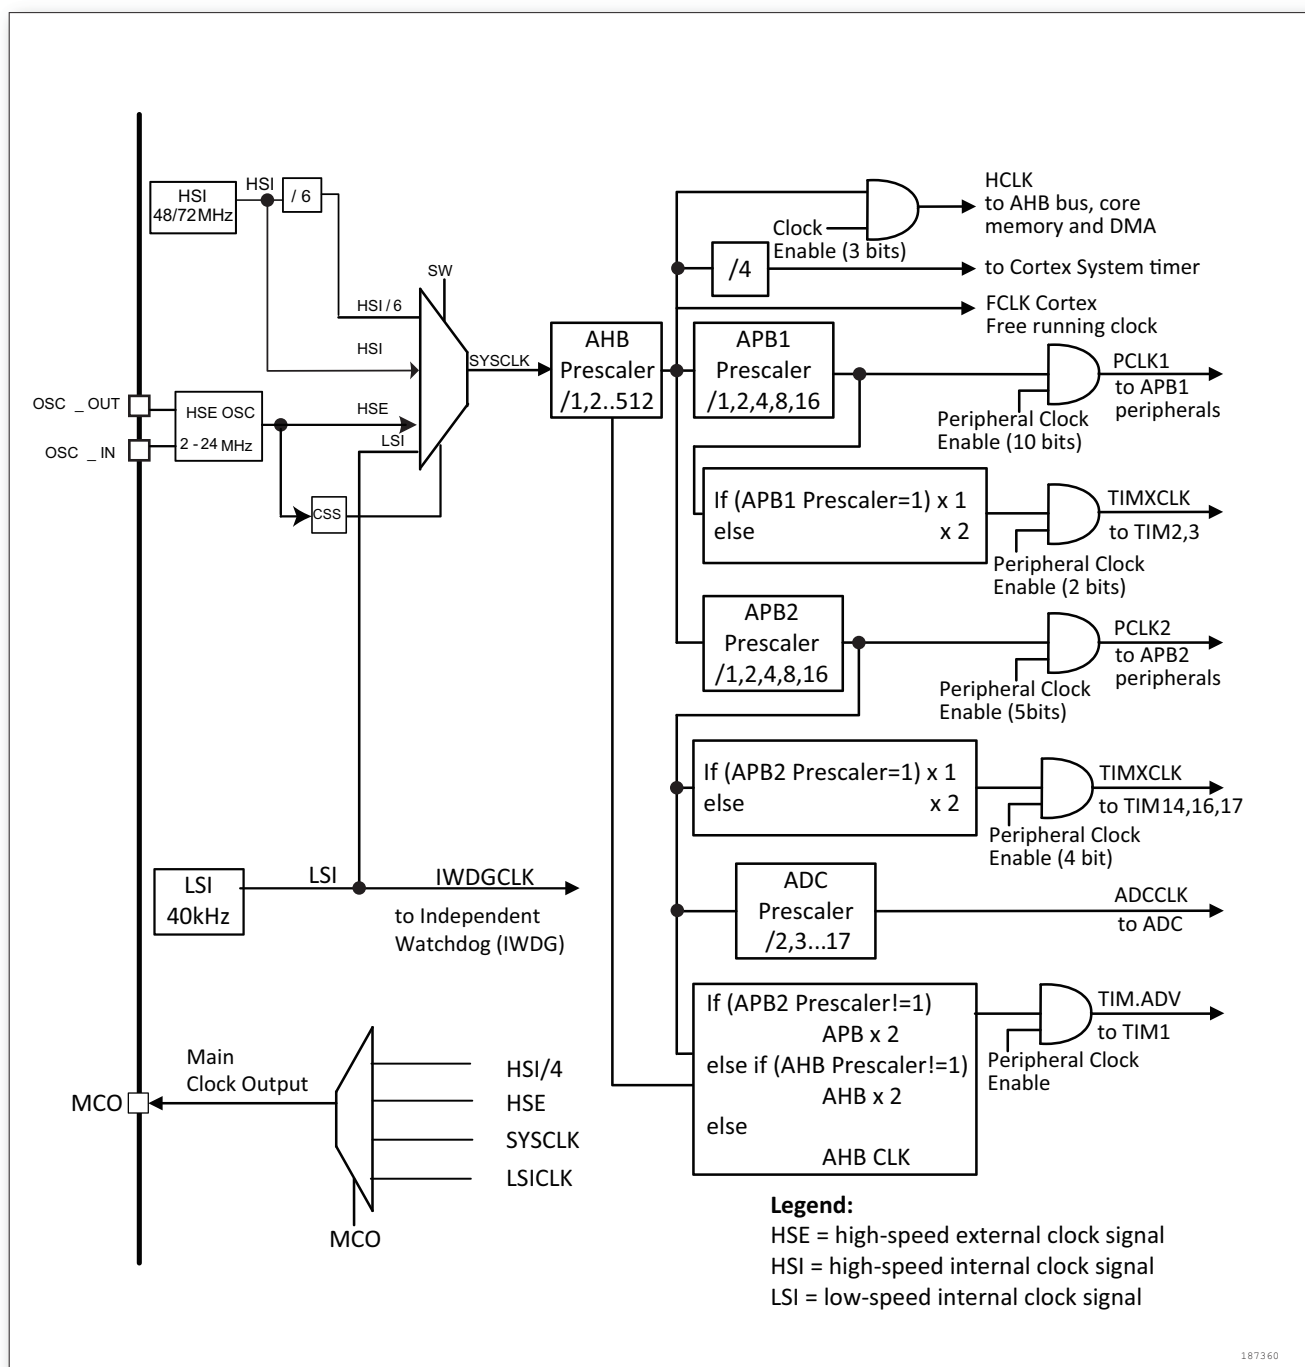 HSI
48/72MHz
HSI
/ 6
SW
HSI / 6
HSI
HSE
LSI
SYSCLK
OSC _ OUT
OSC _ IN
HSE OSC
2 - 24 MHz
CSS
AHB
Prescaler
/1,2..512
Clock
Enable (3 bits)
HCLK
to AHB bus, core
memory and DMA
/4
to Cortex System timer
FCLK Cortex
Free running clock
APB1
Prescaler
/1,2,4,8,16
Peripheral Clock
Enable (10 bits)
PCLK1
to APB1
peripherals
If (APB1 Prescaler=1) x 1
else x 2
Peripheral Clock
Enable (2 bits)
TIMXCLK
to TIM2,3
APB2
Prescaler
/1,2,4,8,16
Peripheral Clock
Enable (5bits)
PCLK2
to APB2
peripherals
If (APB2 Prescaler=1) x 1
else x 2
Peripheral Clock
Enable (4 bit)
TIMXCLK
to TIM14,16,17
LSI
40kHz
LSI
IWDGCLK
to Independent
Watchdog (IWDG)
ADC
Prescaler
/2,3...17
ADCCLK
to ADC
If (APB2 Prescaler!=1)
APB x 2
else if (AHB Prescaler!=1)
AHB x 2
else
AHB CLK
Peripheral Clock
Enable
TIM.ADV
to TIM1
Main
Clock Output
MCO
HSI/4
HSE
SYSCLK
LSICLK
MCO
Legend:
HSE = high-speed external clock signal
HSI = high-speed internal clock signal
LSI = low-speed internal clock signal
187360